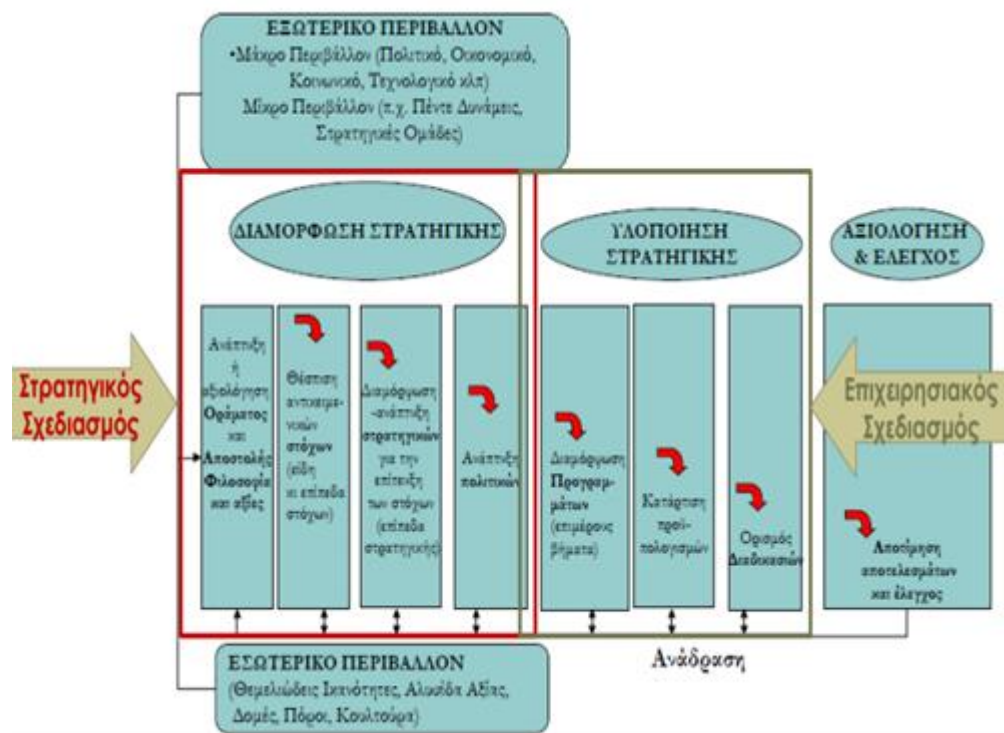 ΕΞΩΤΕΡΙΚΟ ΠΕΡΙΒΑΛΛΟΝ
•Μάκρο Περιβάλλον (Πολιτικό, Οικονομικό,
Κοινωνικό, Τεχνολογικό κλπ)
Μίκρο Περιβάλλον (π.χ. Πέντε Δυνάμεις,
Στρατηγικές Ομάδες)
ΔΙΑΜΟΡΦΩΣΗ ΣΤΡΑΤΗΓΙΚΗΣ
ΥΛΟΠΟΙΗΣΗ
ΣΤΡΑΤΗΓΙΚΗΣ
ΑΞΙΟΛΟΓΗΣΗ
& ΕΛΕΓΧΟΣ
Στρατηγικός
Σχεδιασμός
Ανάπτυξη
ή
αξιολόγηση
Οράματος
και
Αποστολής
Φιλοσοφία
και αξίες
Θέσπιση
αντικειμε-
νικών
στόχων
(είδη
κι επίπεδα
στόχων)
Διαμόρφωση
-ανάπτυξη
στρατηγικών
για την
επίτευξη
των στόχων
(επίπεδα
στρατηγικής)
Ανάπτυξη
πολιτικών
Διαμόρφωση
Προγραμ-
μάτων
(επιμέρους
βήματα)
Κατάρτιση
προϋ-
πολογισμών
Ορισμός
Διαδικασιών
Αποτίμηση
αποτελεσμάτων
και έλεγχος
Επιχειρησιακός
Σχεδιασμός
Ανάδραση
ΕΣΩΤΕΡΙΚΟ ΠΕΡΙΒΑΛΛΟΝ
(Θεμελιώδεις Ικανότητες, Αλυσίδα Αξίας,
Δομές, Πόροι, Κουλτούρα)